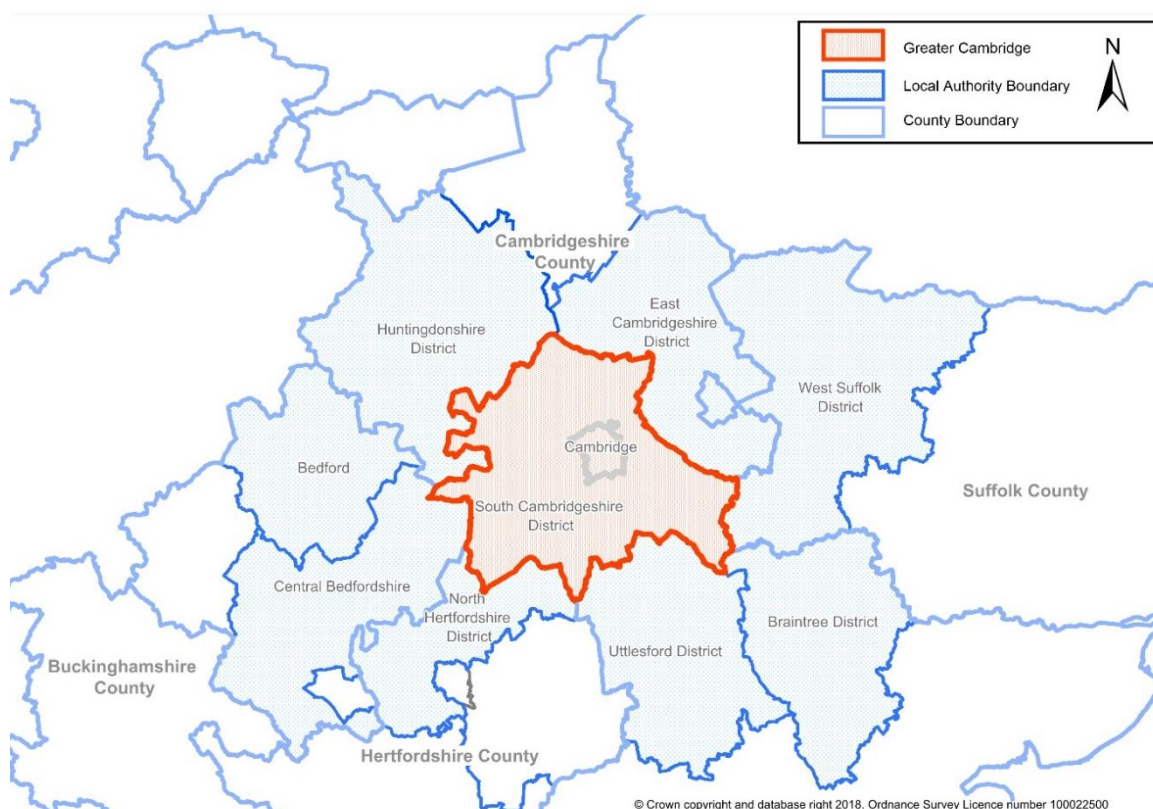 Greater Cambridge
N
Local Authority Boundary
County Boundary
Cambridgeshire
County
East
Cambridgeshire
District
Huntingdonshire
District
West Suffolk
District
Cambridge
Bedford
South Cambridgeshire
District
Suffolk County
Central Bedfordshire
North
Hertfordshire
District
Braintree District
Uttlesford District
Buckinghamshire
County
Hertfordshire County
© Crown copyright and database right 2018. Ordnance Survey Licence number 100022500